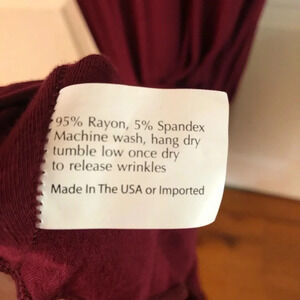 95% Rayon, 5% Spandex
Machine wash, hang dry
tumble low once dry
to release wrinkles
Made In The USA or Imported